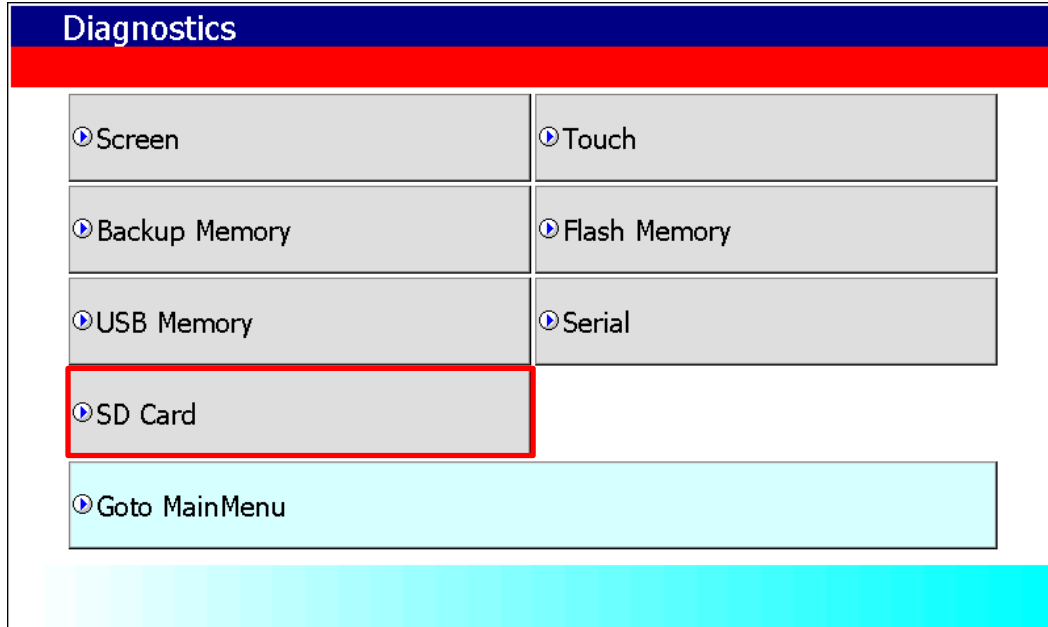 Diagnostics
Screen
Touch
Backup Memory
Flash Memory
USB Memory
Serial
SD Card
Goto MainMenu